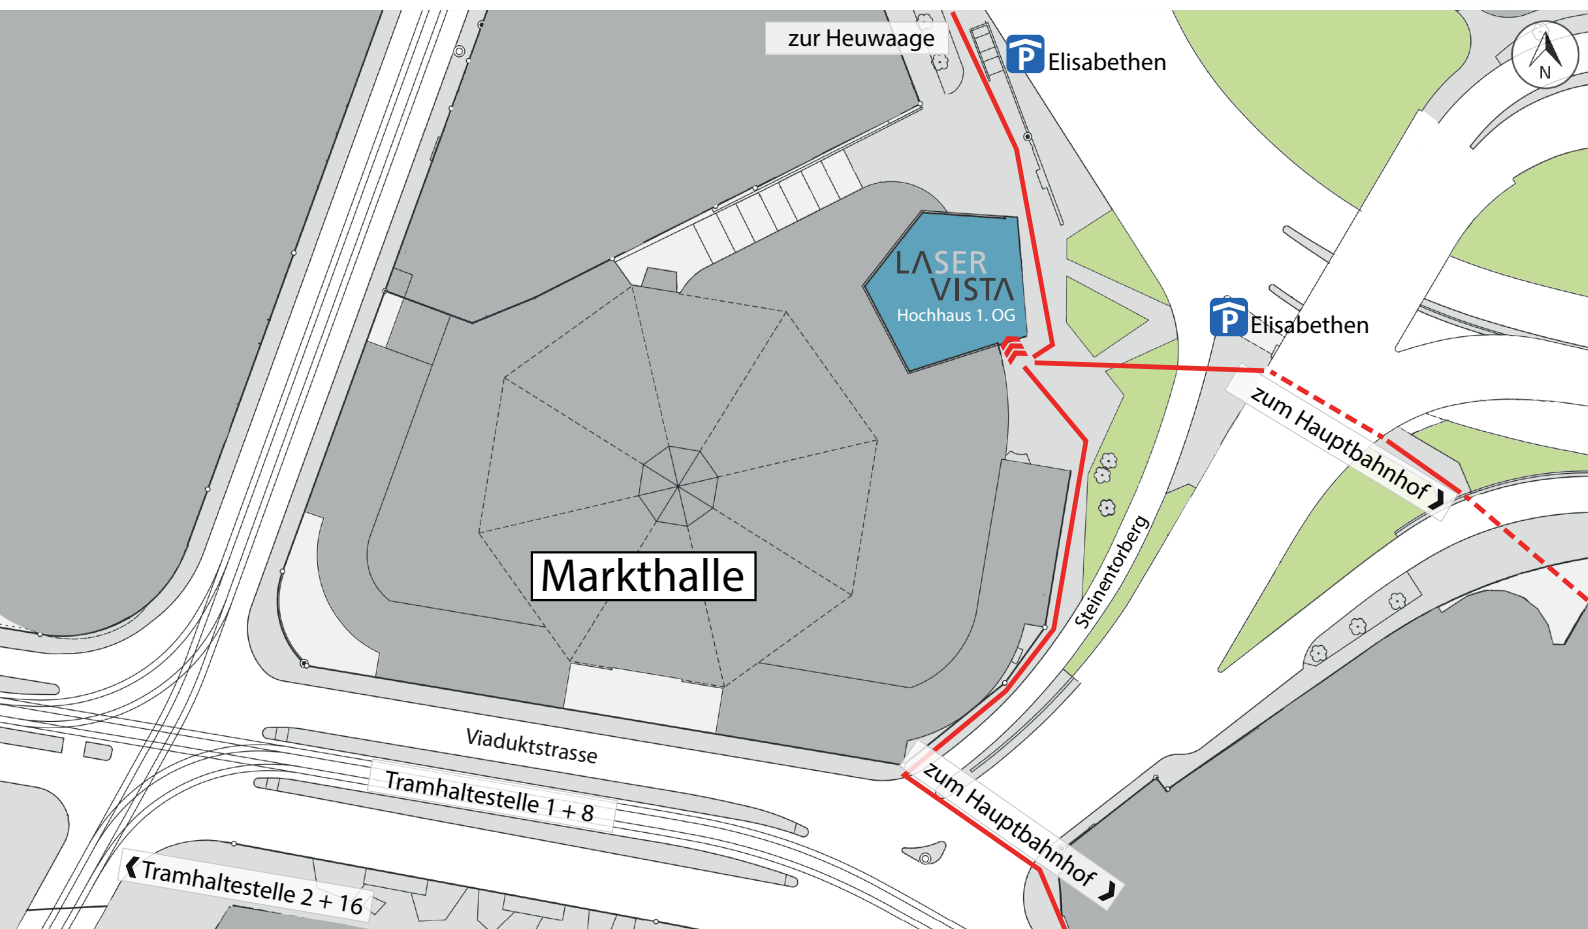 zur Heuwaage
P
Elisabethen
N
LASER
VISTA
Hochhaus 1. OG
P
Elisabethen
zum Hauptbahnhof
Steinentorberg
Markthalle
Viaduktstrasse
Tramhaltestelle 1 + 8
zum Hauptbahnhof
Tramhaltestelle 2 + 16